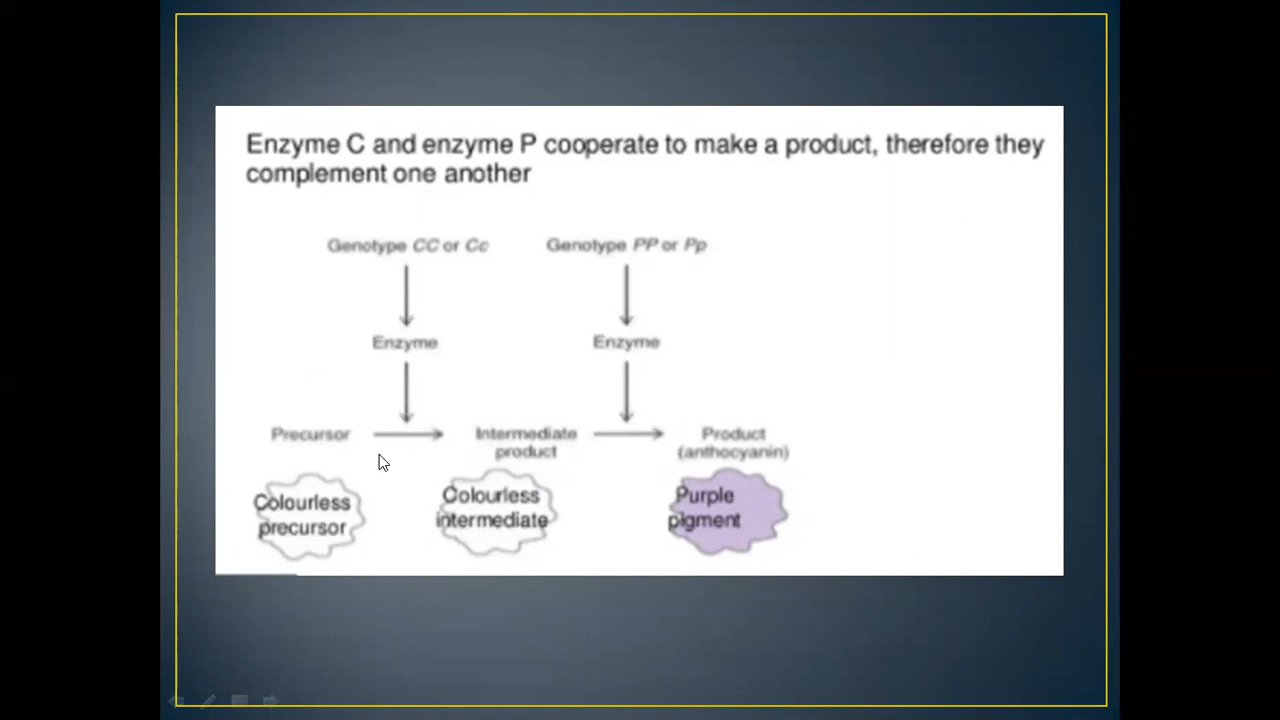 Enzyme C and enzyme P cooperate to make a product, therefore they
complement one another
Genotype CC or Cc
Genotype PP or Pp
Enzyme
Enzyme
Precursor
Intermediate
product
Product
(anthocyanin)
Colourless
precursor
Colourless
intermediate
Purple
pigment